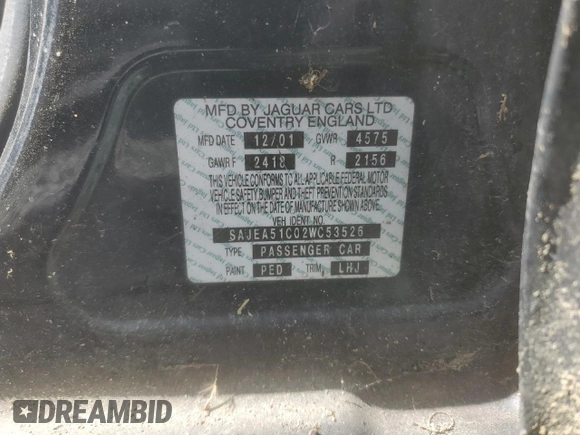 MFD BY JAGUAR CARS LTD
COVENTRY ENGLAND
MFD DATE 12/01 GVWR 4575
GAWR F 2418 R 2156
THIS VEHICLE CONFORMS TO ALL APPLICABLE FEDERAL MOTOR
VEHICLE SAFETY BUMPER AND THEFT PREVENTION STANDARDS
IN EFFECT ON THE DATE OF MANUFACTURE SHOWN
ABOVE.
VEH. IDENT NO.
SAJEA51C02WC53526
TYPE PASSENGER CAR
PAINT PED TRIM LHJ
DREAMBID